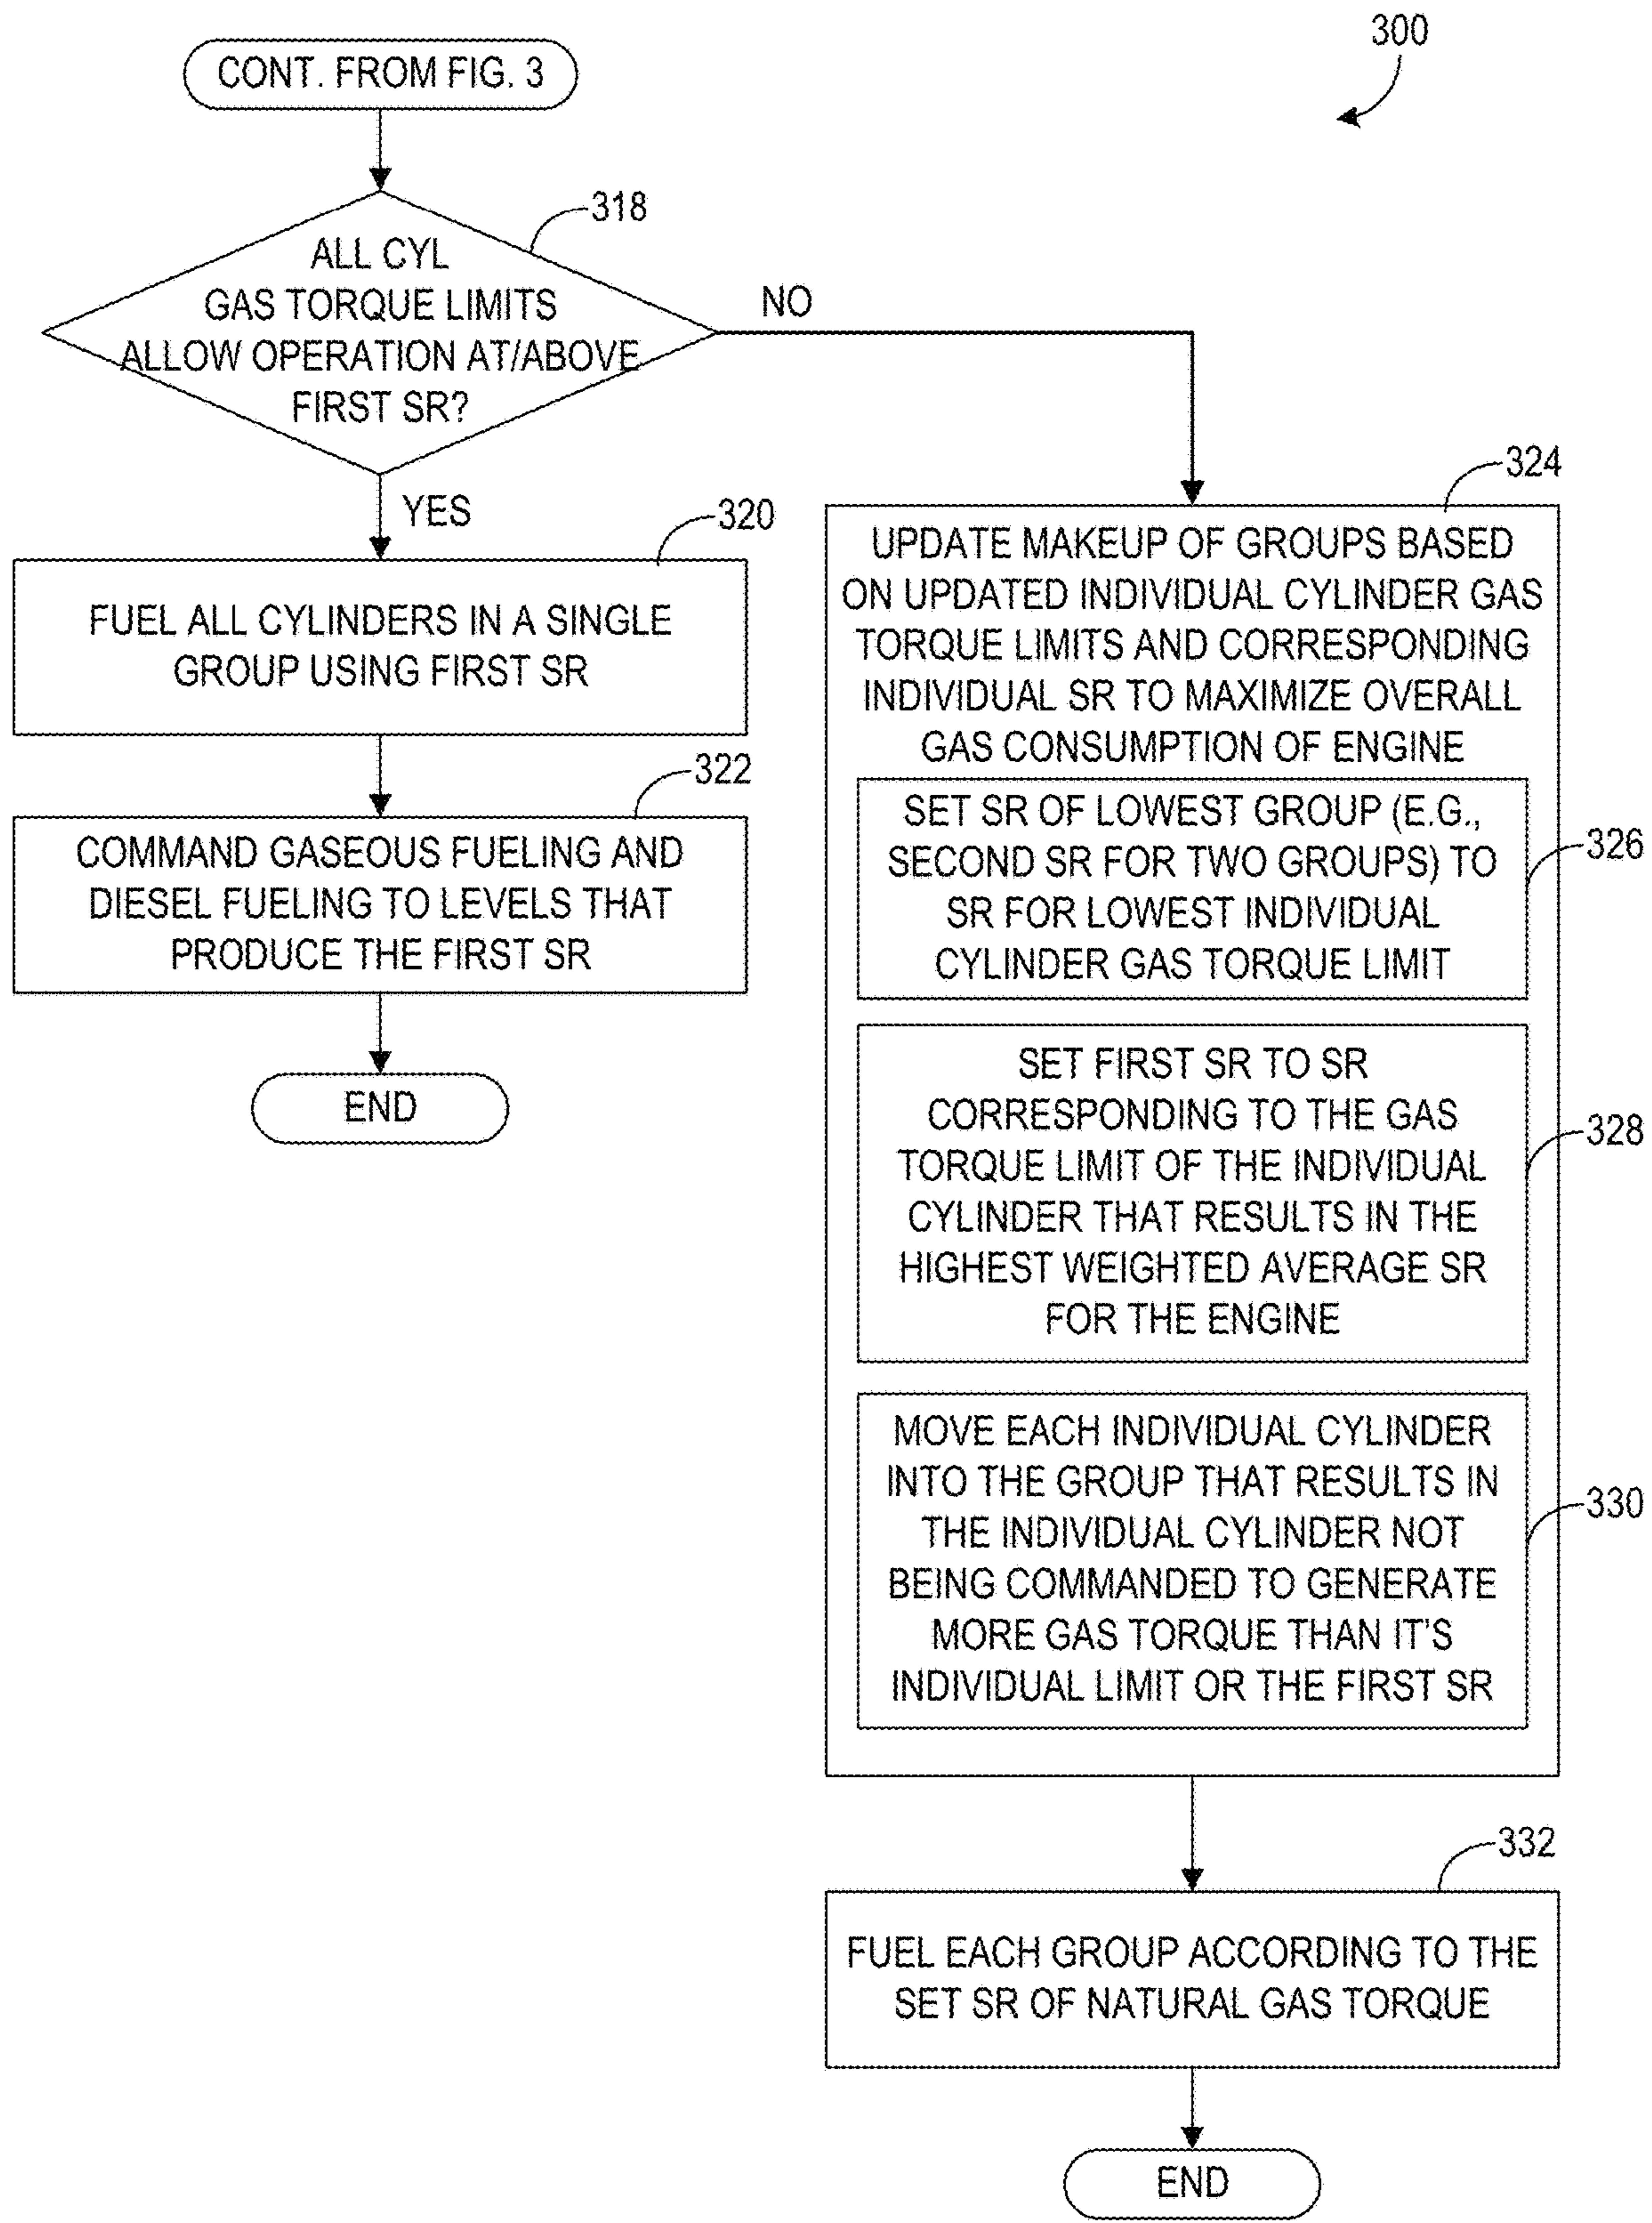 300
CONT. FROM FIG. 3
318
ALL CYL
GAS TORQUE LIMITS
ALLOW OPERATION AT/ABOVE
FIRST SR?
NO
YES
320
FUEL ALL CYLINDERS IN A SINGLE
GROUP USING FIRST SR
322
COMMAND GASEOUS FUELING AND
DIESEL FUELING TO LEVELS THAT
PRODUCE THE FIRST SR
END
324
UPDATE MAKEUP OF GROUPS BASED
ON UPDATED INDIVIDUAL CYLINDER GAS
TORQUE LIMITS AND CORRESPONDING
INDIVIDUAL SR TO MAXIMIZE OVERALL
GAS CONSUMPTION OF ENGINE
SET SR OF LOWEST GROUP (E.G.,
SECOND SR FOR TWO GROUPS) TO
SR FOR LOWEST INDIVIDUAL
CYLINDER GAS TORQUE LIMIT
326
SET FIRST SR TO SR
CORRESPONDING TO THE GAS
TORQUE LIMIT OF THE INDIVIDUAL
CYLINDER THAT RESULTS IN THE
HIGHEST WEIGHTED AVERAGE SR
FOR THE ENGINE
328
MOVE EACH INDIVIDUAL CYLINDER
INTO THE GROUP THAT RESULTS IN
THE INDIVIDUAL CYLINDER NOT
BEING COMMANDED TO GENERATE
MORE GAS TORQUE THAN IT'S
INDIVIDUAL LIMIT OR THE FIRST SR
330
332
FUEL EACH GROUP ACCORDING TO THE
SET SR OF NATURAL GAS TORQUE
END